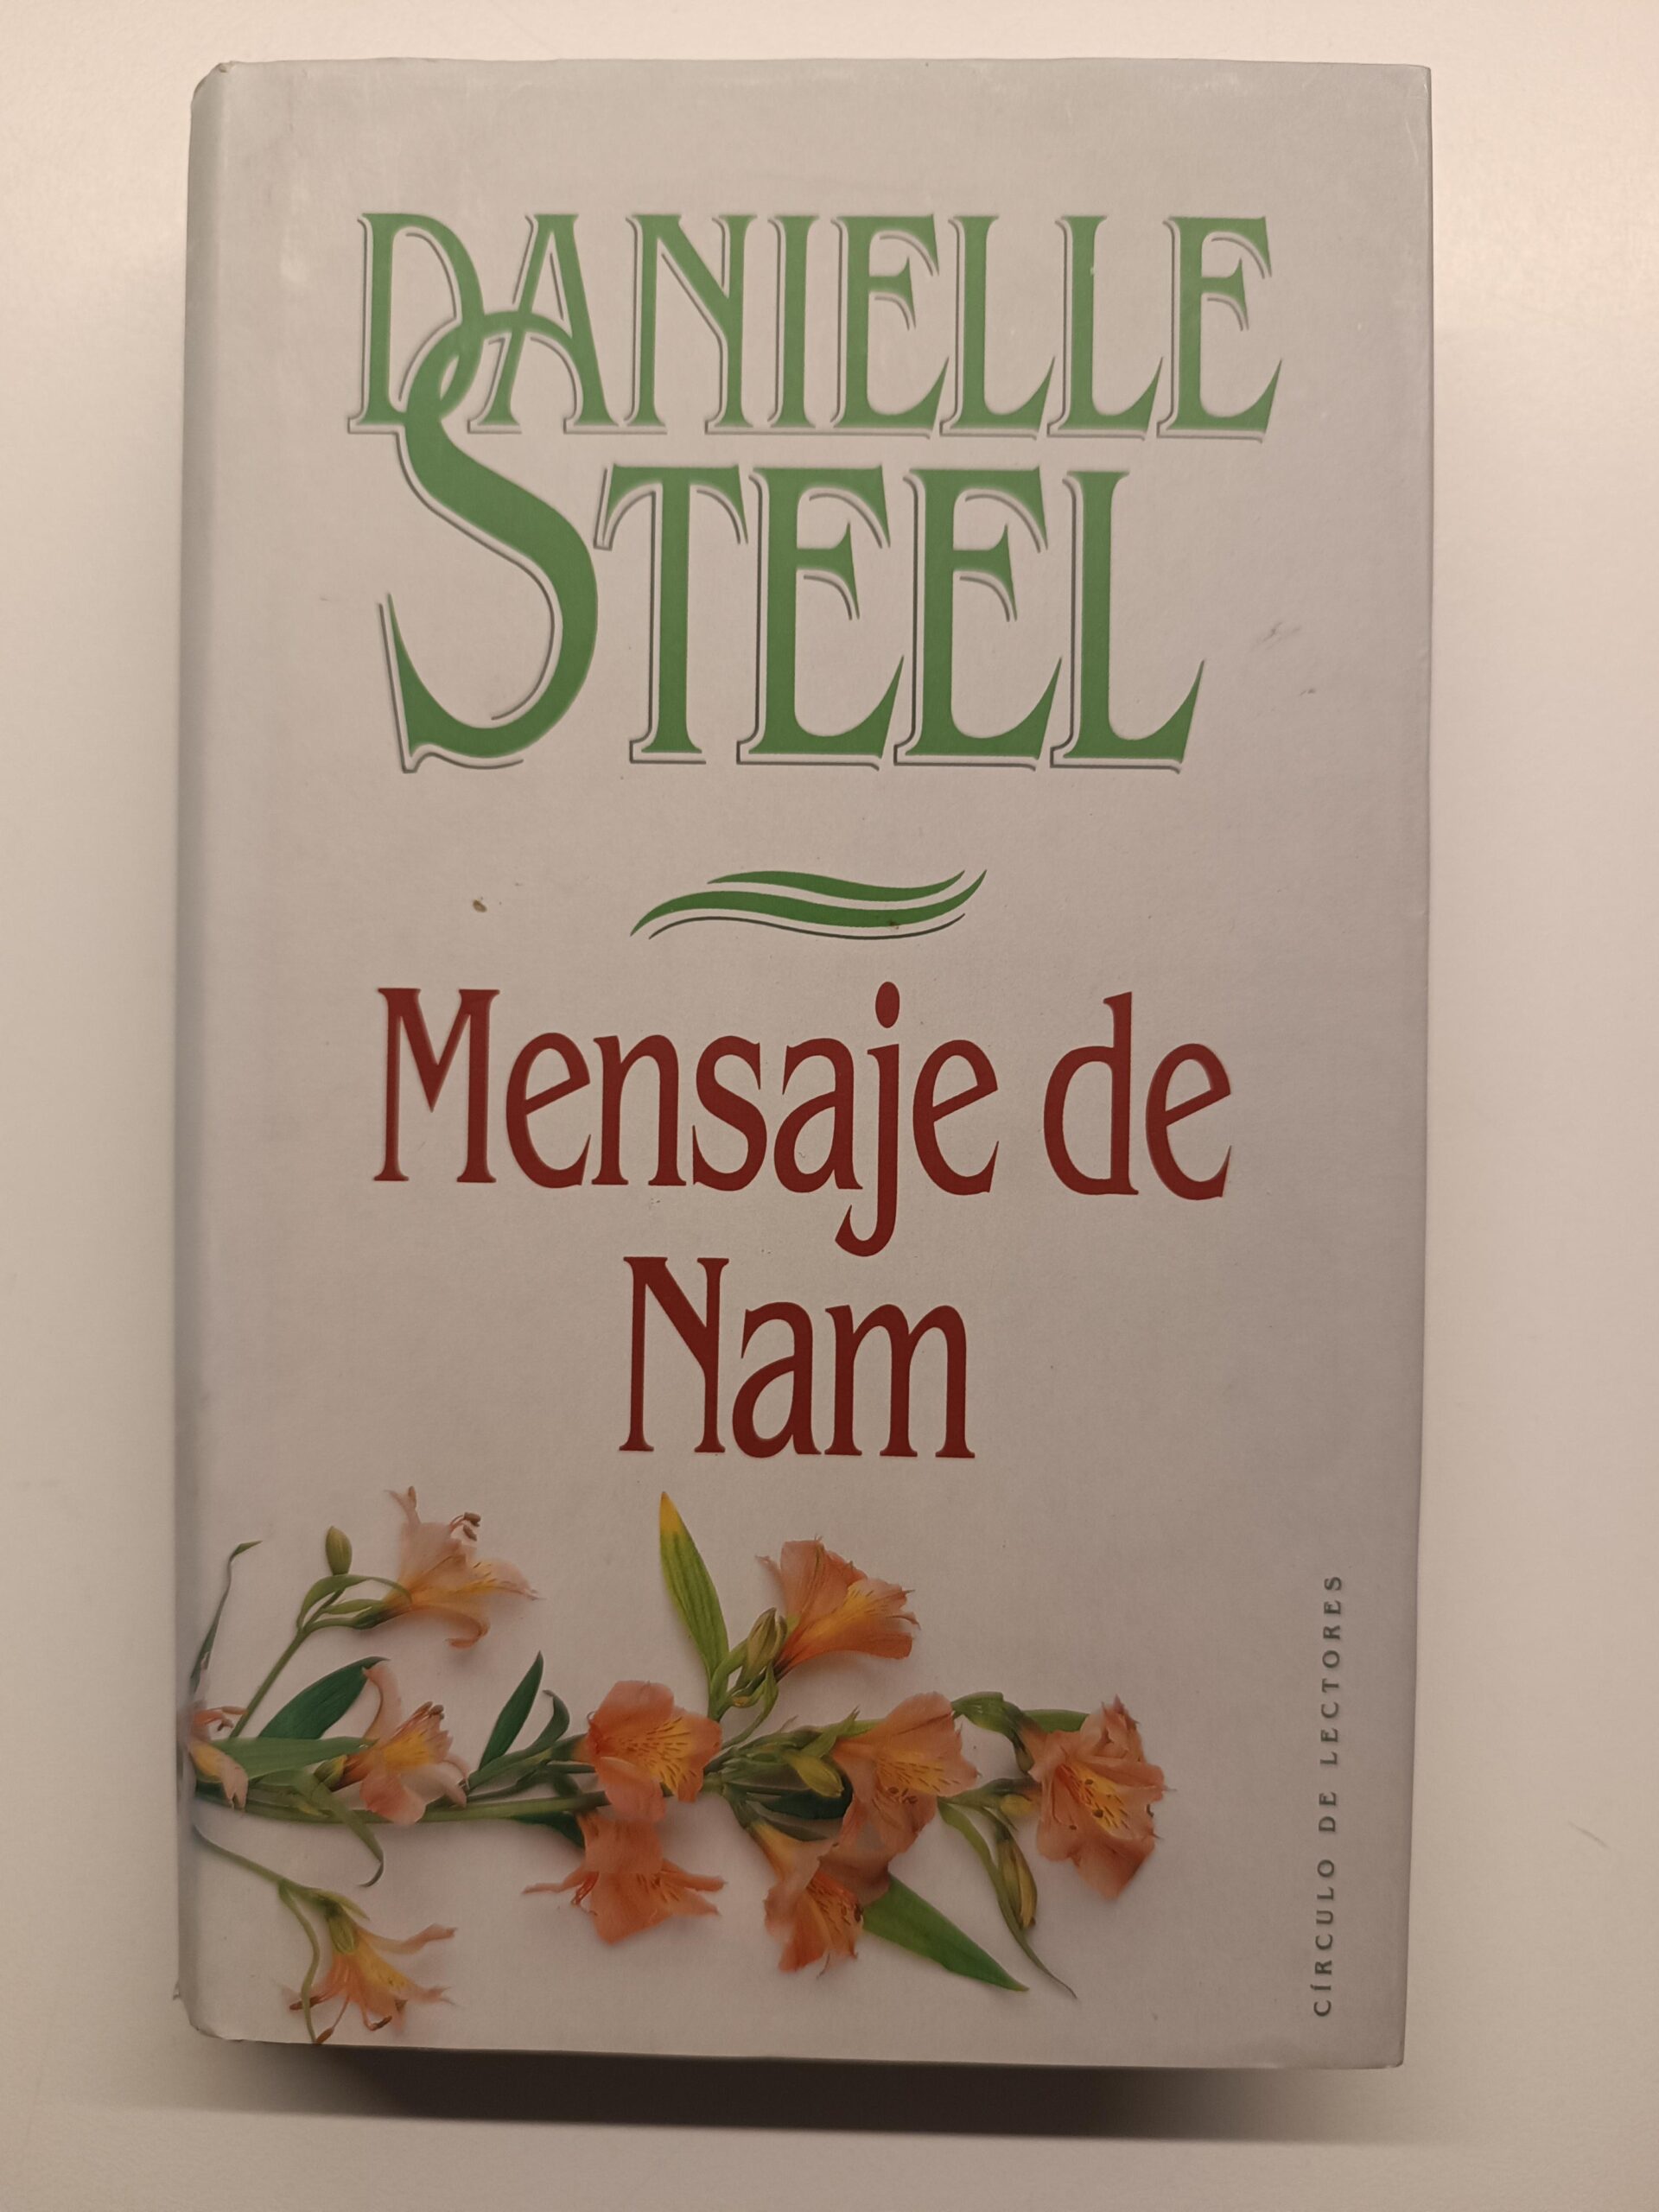 DANIELLE
STEEL
Mensaje de
Nam
CÍRCULO DE LECTORES